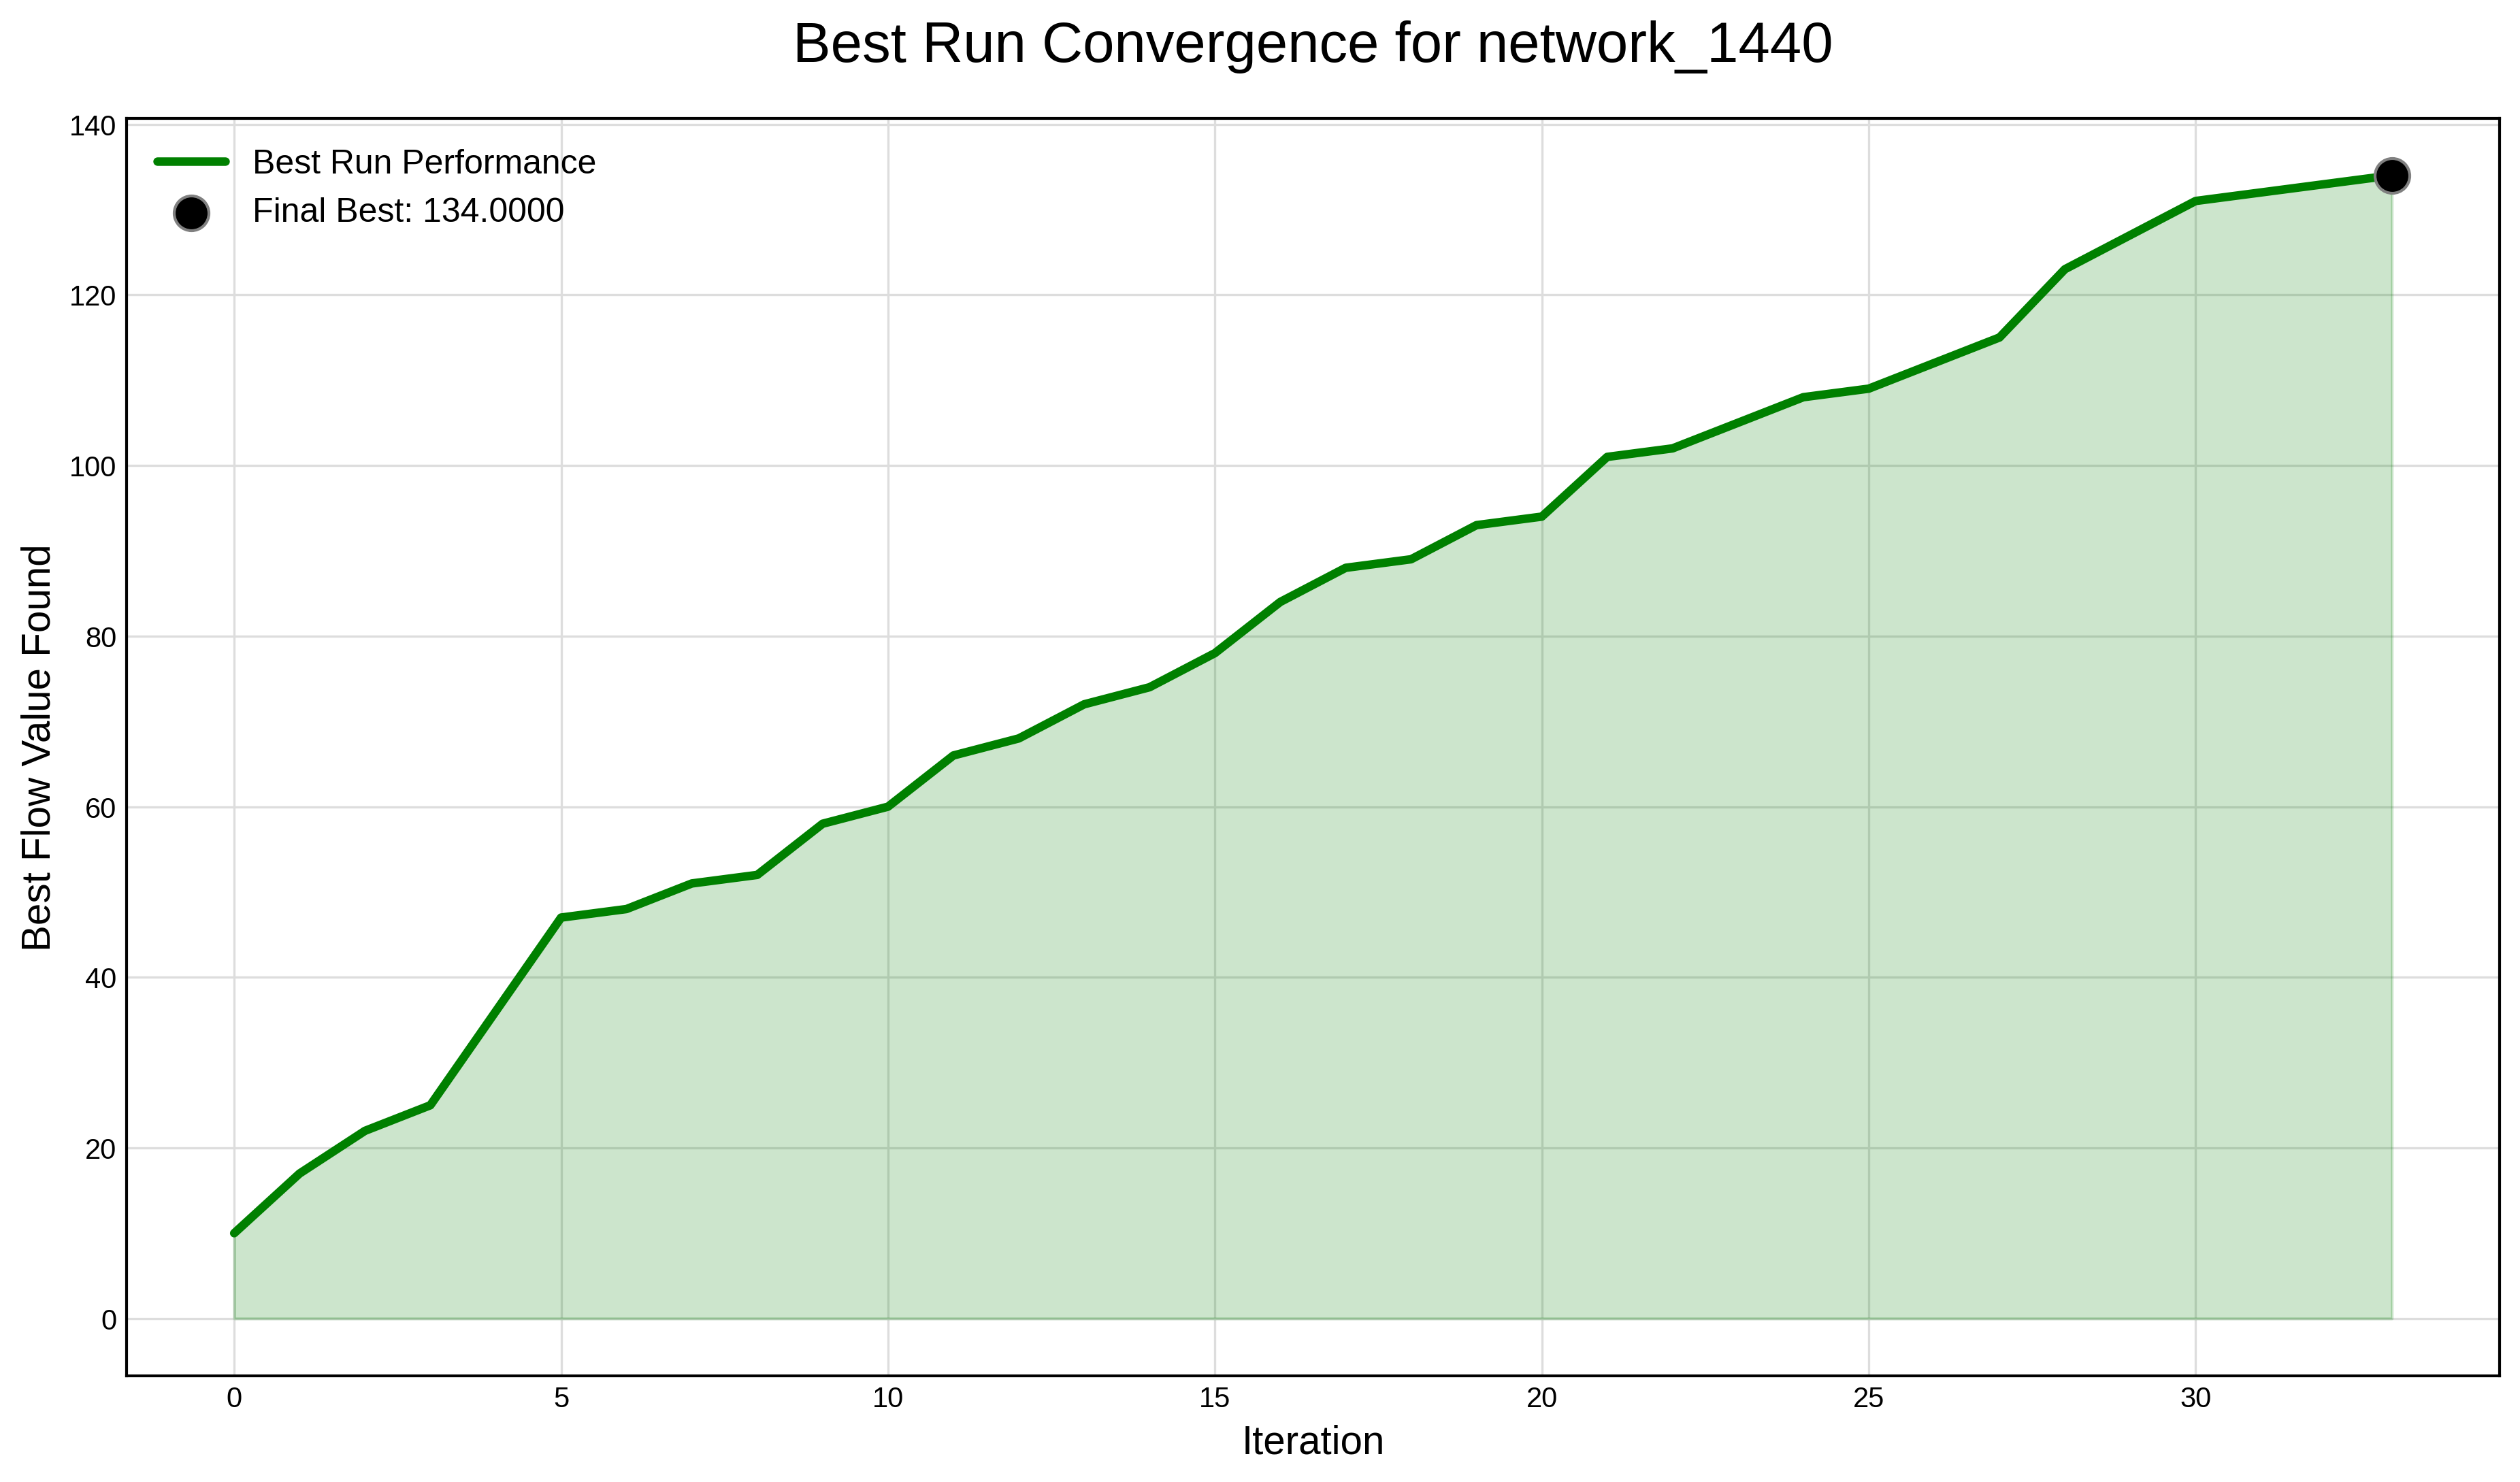 Best Run Convergence for network_1440
Best Run Performance
Final Best: 134.0000
140
120
100
80
60
40
20
0
Best Flow Value Found
0 5 10 15 20 25 30
Iteration